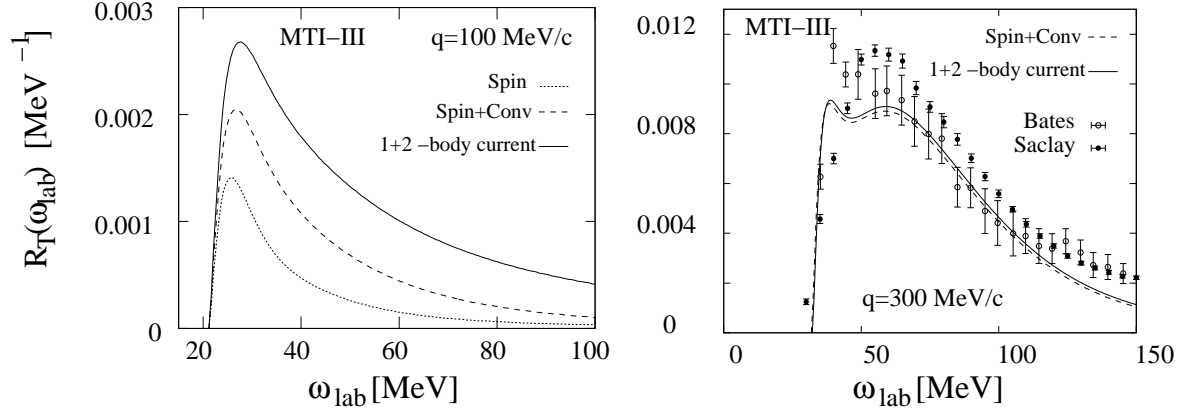 R_T(ω_lab) [MeV⁻¹]
0.003
0.002
0.001
0
MTI−III
q=100 MeV/c
Spin
Spin+Conv
1+2 −body current
20 40 60 80 100
ω_lab [MeV]
0.012
0.008
0.004
0
MTI−III
Spin+Conv
1+2 −body current
Bates
Saclay
q=300 MeV/c
0 50 100 150
ω_lab [MeV]